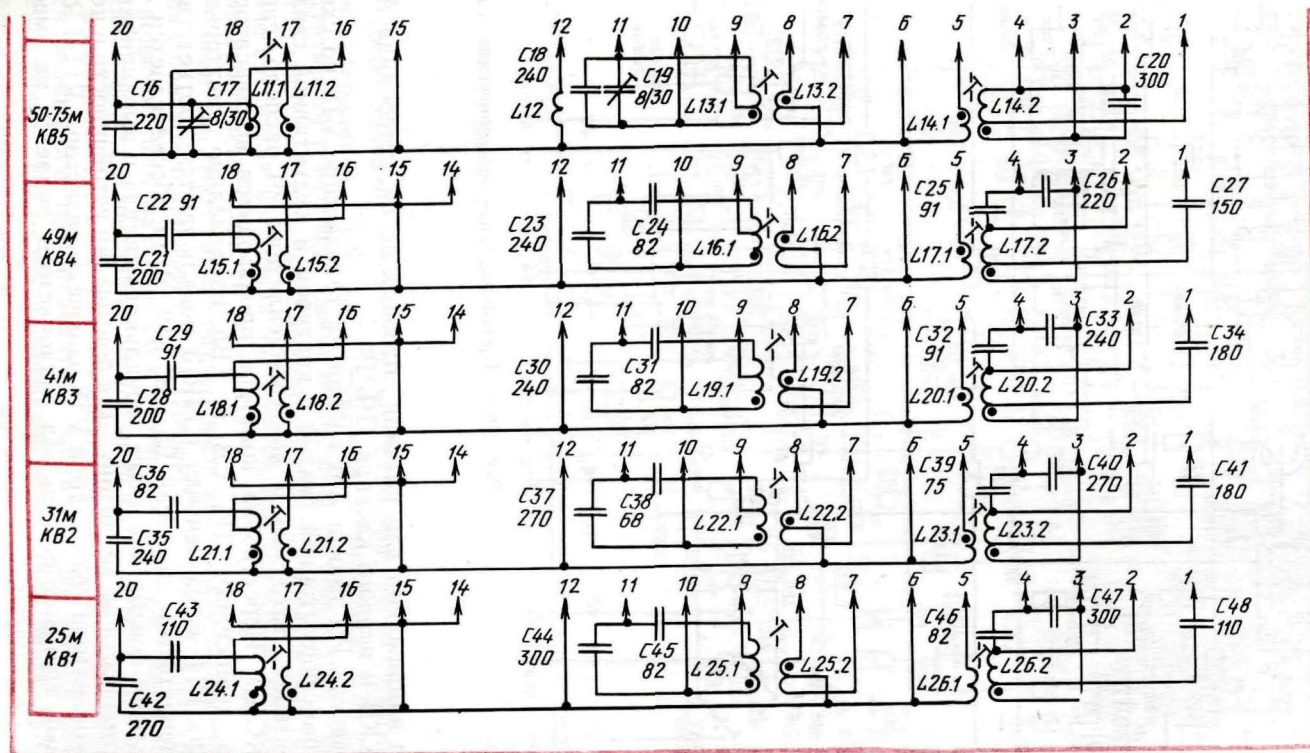 50-75м
КВ5
20 18 17 16 15 12 11 10 9 8 7 6 5 4 3 2 1
C16
220
C17
8/30
L11.1
L11.2
C18
240
L12
C19
8/30
L13.1
L13.2
L14.1
L14.2
C20
300
49м
КВ4
20 18 17 16 15 14 12 11 10 9 8 7 6 5 4 3 2 1
C22 91
C21
200
L15.1
L15.2
C23
240
C24
82
L16.1
L16.2
C25
91
L17.1
L17.2
C26
220
C27
150
41м
КВ3
20 18 17 16 15 14 12 11 10 9 8 7 6 5 4 3 2 1
C29
91
C28
200
L18.1
L18.2
C30
240
C31
82
L19.1
L19.2
C32
91
L20.1
L20.2
C33
240
C34
180
31м
КВ2
20 18 17 16 15 14 12 11 10 9 8 7 6 5 4 3 2 1
C36
82
C35
240
L21.1
L21.2
C37
270
C38
68
L22.1
L22.2
C39
75
L23.1
L23.2
C40
270
C41
180
25м
КВ1
20 18 17 16 15 14 12 11 10 9 8 7 6 5 4 3 2 1
C43
110
C42
270
L24.1
L24.2
C44
300
C45
82
L25.1
L25.2
C46
82
L26.1
L26.2
C47
300
C48
110